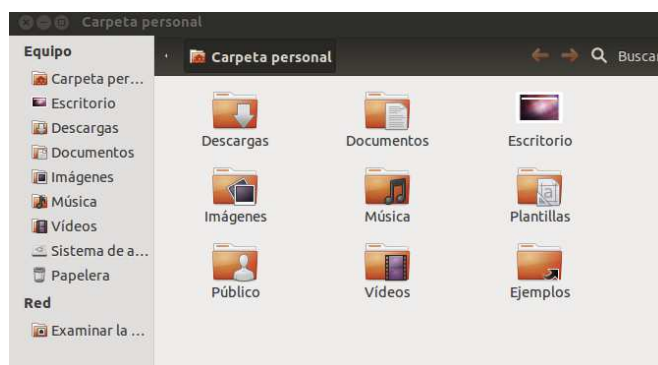 Carpeta personal
Equipo
Carpeta per...
Escritorio
Descargas
Documentos
Imágenes
Música
Vídeos
Sistema de a...
Papelera
Red
Examinar la ...
Carpeta personal
Buscar
Descargas Documentos Escritorio
Imágenes Música Plantillas
Público Vídeos Ejemplos